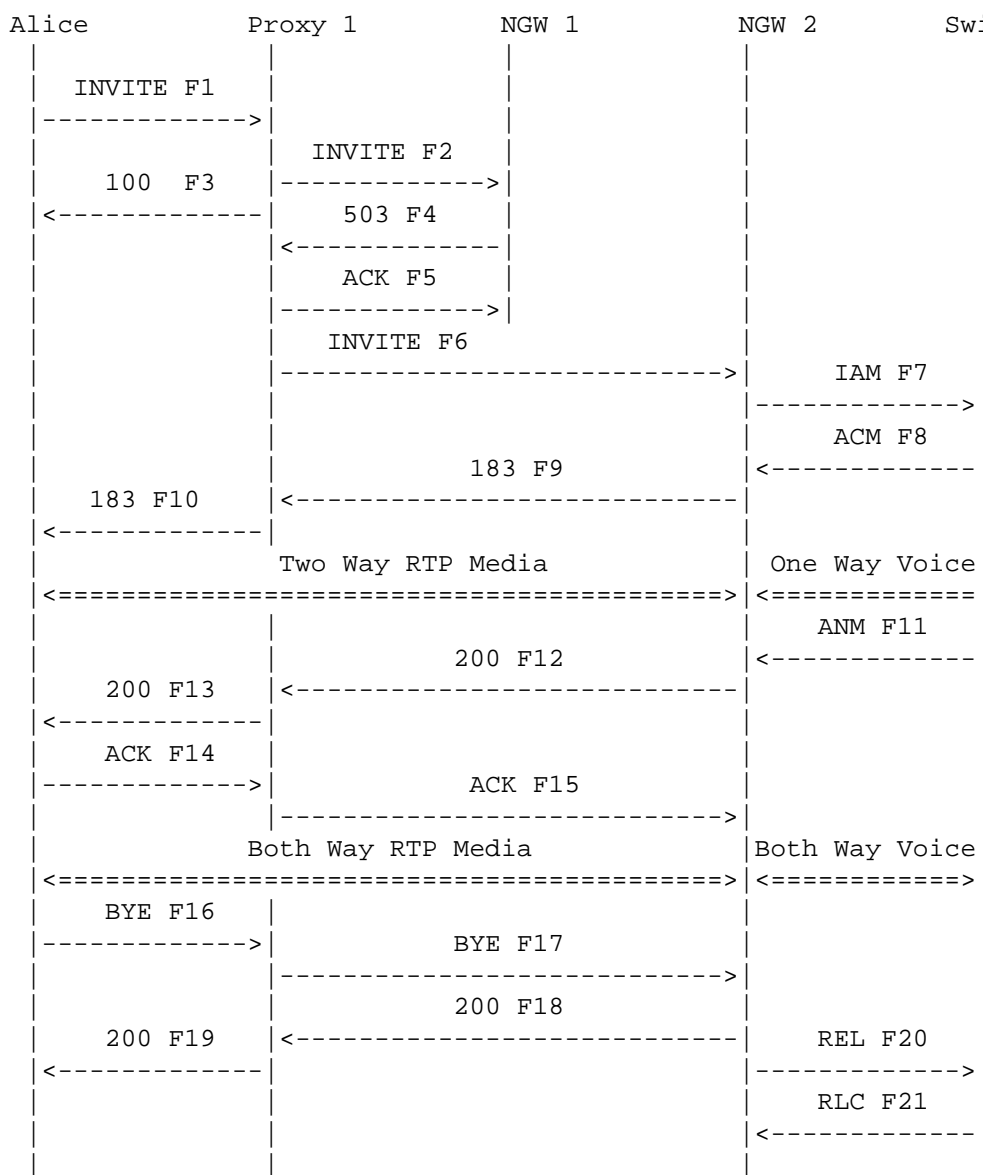 Alice Proxy 1 NGW 1 NGW 2 Swi
INVITE F1
INVITE F2
100 F3
503 F4
ACK F5
INVITE F6
IAM F7
ACM F8
183 F9
183 F10
Two Way RTP Media One Way Voice
ANM F11
200 F12
200 F13
ACK F14
ACK F15
Both Way RTP Media Both Way Voice
BYE F16
BYE F17
200 F18
200 F19 REL F20
RLC F21